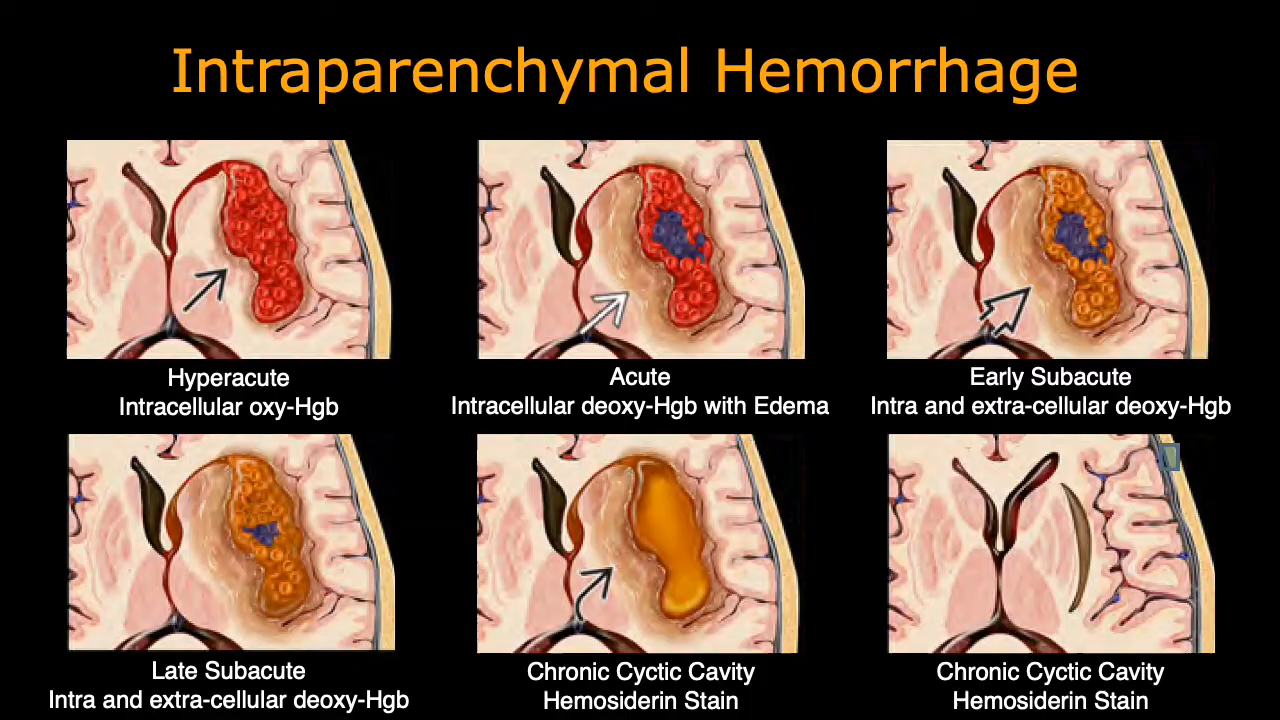 Intraparenchymal Hemorrhage
Hyperacute
Intracellular oxy-Hgb
Acute
Intracellular deoxy-Hgb with Edema
Early Subacute
Intra and extra-cellular deoxy-Hgb
Late Subacute
Intra and extra-cellular deoxy-Hgb
Chronic Cyctic Cavity
Hemosiderin Stain
Chronic Cyctic Cavity
Hemosiderin Stain